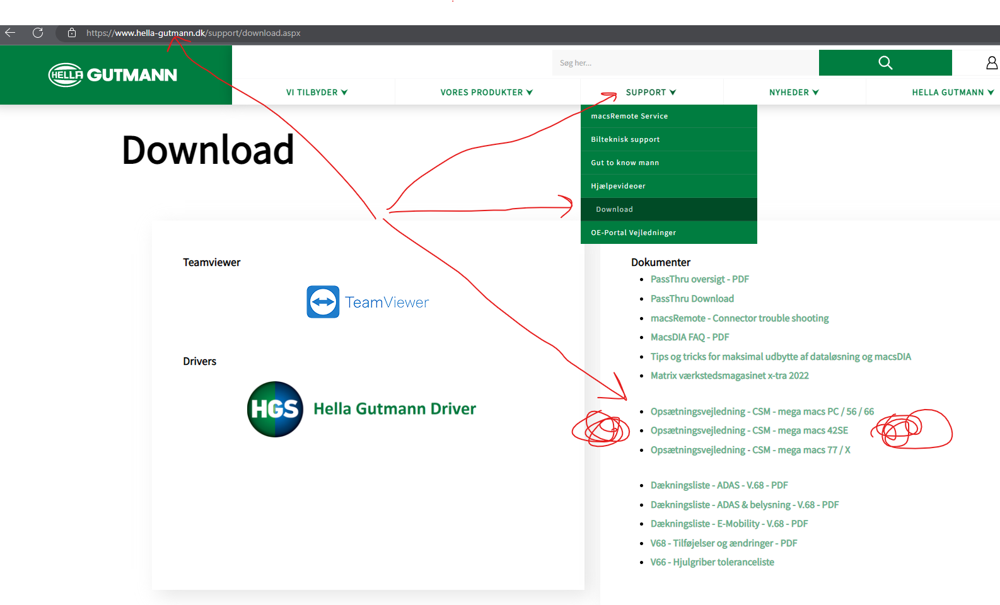 https://www.hella-gutmann.dk/support/download.aspx
HELLA GUTMANN
Søg her...
VI TILBYDER
VORES PRODUKTER
SUPPORT
NYHEDER
HELLA GUTMANN
macsRemote Service
Bilteknisk support
Gut to know mann
Hjælpevideoer
Download
OE-Portal Vejledninger
Download
Teamviewer
TeamViewer
Drivers
HGS Hella Gutmann Driver
Dokumenter
PassThru oversigt - PDF
PassThru Download
macsRemote - Connector trouble shooting
MacsDIA FAQ - PDF
Tips og tricks for maksimal udbytte af dataløsning og macsDIA
Matrix værkstedsmagasinet x-tra 2022
Opsætningsvejledning - CSM - mega macs PC / 56 / 66
Opsætningsvejledning - CSM - mega macs 42SE
Opsætningsvejledning - CSM - mega macs 77 / X
Dækningsliste - ADAS - V.68 - PDF
Dækningsliste - ADAS & belysning - V.68 - PDF
Dækningsliste - E-Mobility - V.68 - PDF
V68 - Tilføjelser og ændringer - PDF
V66 - Hjulgriber toleranceliste